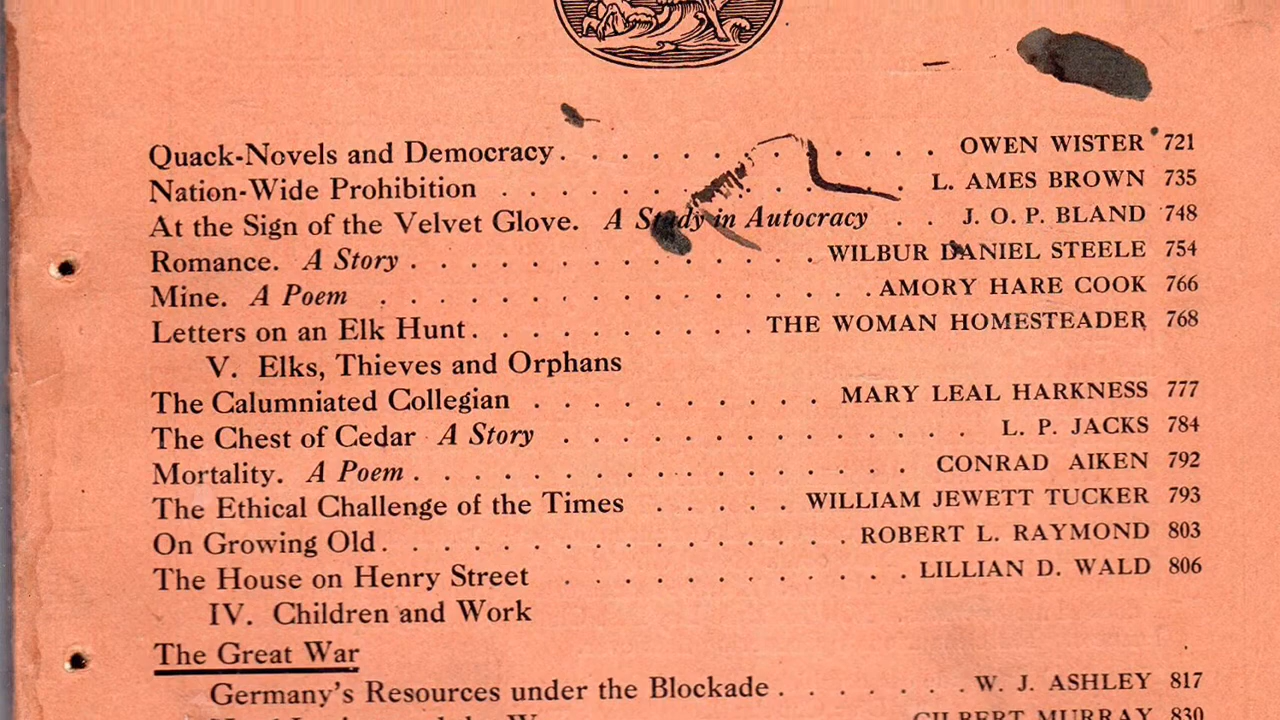 Quack-Novels and Democracy. . . . . . . . . . . . . OWEN WISTER 721
Nation-Wide Prohibition . . . . . . . . . . . . . . L. AMES BROWN 735
At the Sign of the Velvet Glove. A Study in Autocracy . . J. O. P. BLAND 748
Romance. A Story . . . . . . . . . . . . . . WILBUR DANIEL STEELE 754
Mine. A Poem . . . . . . . . . . . . . . . . AMORY HARE COOK 766
Letters on an Elk Hunt. . . . . . . . . . THE WOMAN HOMESTEADER 768
V. Elks, Thieves and Orphans
The Calumniated Collegian . . . . . . . . . MARY LEAL HARKNESS 777
The Chest of Cedar A Story . . . . . . . . . . . . . . L. P. JACKS 784
Mortality. A Poem . . . . . . . . . . . . . . . . CONRAD AIKEN 792
The Ethical Challenge of the Times . . . . . WILLIAM JEWETT TUCKER 793
On Growing Old. . . . . . . . . . . . . . . . ROBERT L. RAYMOND 803
The House on Henry Street . . . . . . . . . . . . LILLIAN D. WALD 806
IV. Children and Work
The Great War
Germany's Resources under the Blockade . . . . . . . W. J. ASHLEY 817
GILBERT MURRAY 830